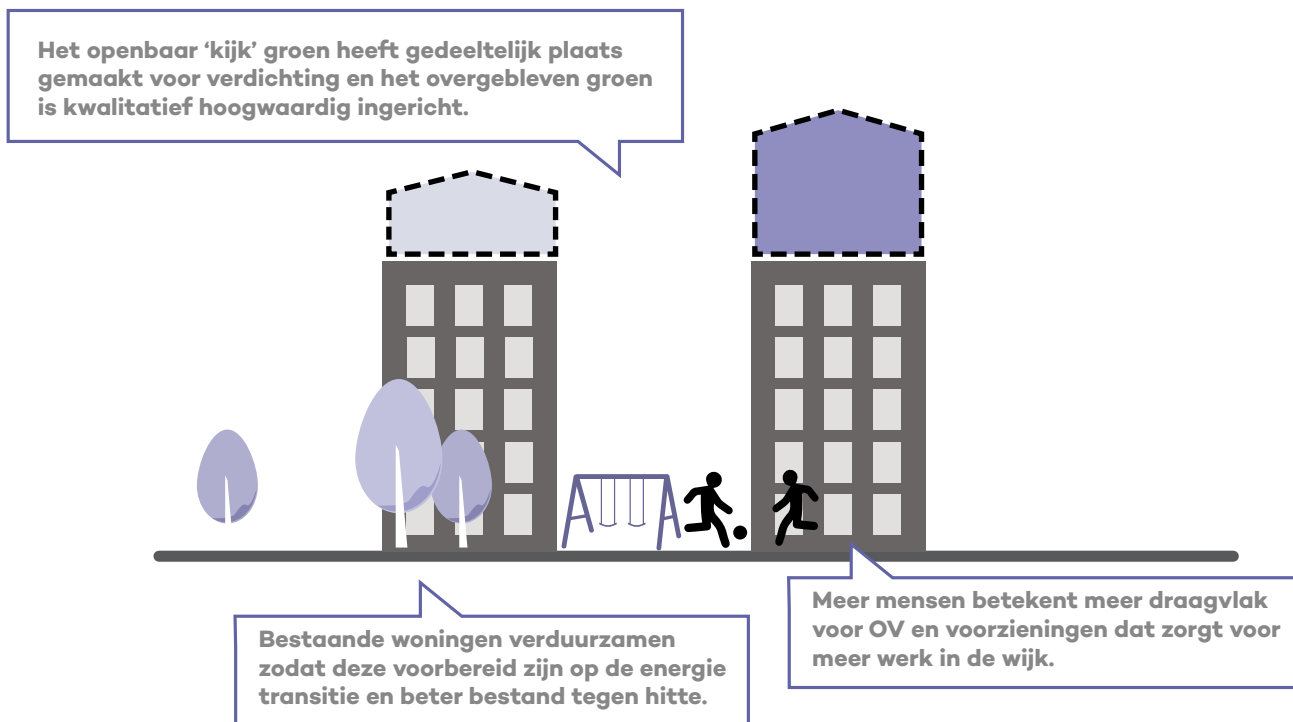 Het openbaar ‘kijk’ groen heeft gedeeltelijk plaats
gemaakt voor verdichting en het overgebleven groen
is kwalitatief hoogwaardig ingericht.
Bestaande woningen verduurzamen
zodat deze voorbereid zijn op de energie
transitie en beter bestand tegen hitte.
Meer mensen betekent meer draagvlak
voor OV en voorzieningen dat zorgt voor
meer werk in de wijk.